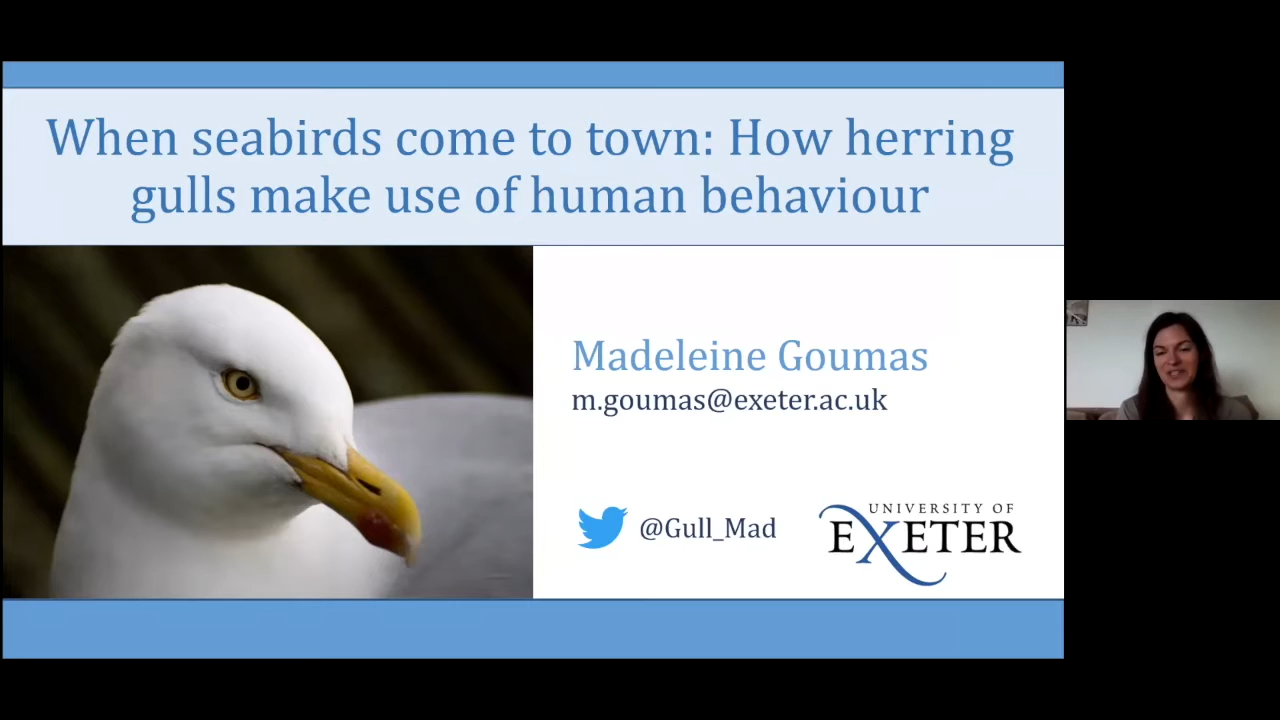 When seabirds come to town: How herring
gulls make use of human behaviour
Madeleine Goumas
m.goumas@exeter.ac.uk
@Gull_Mad
UNIVERSITY OF
EXETER